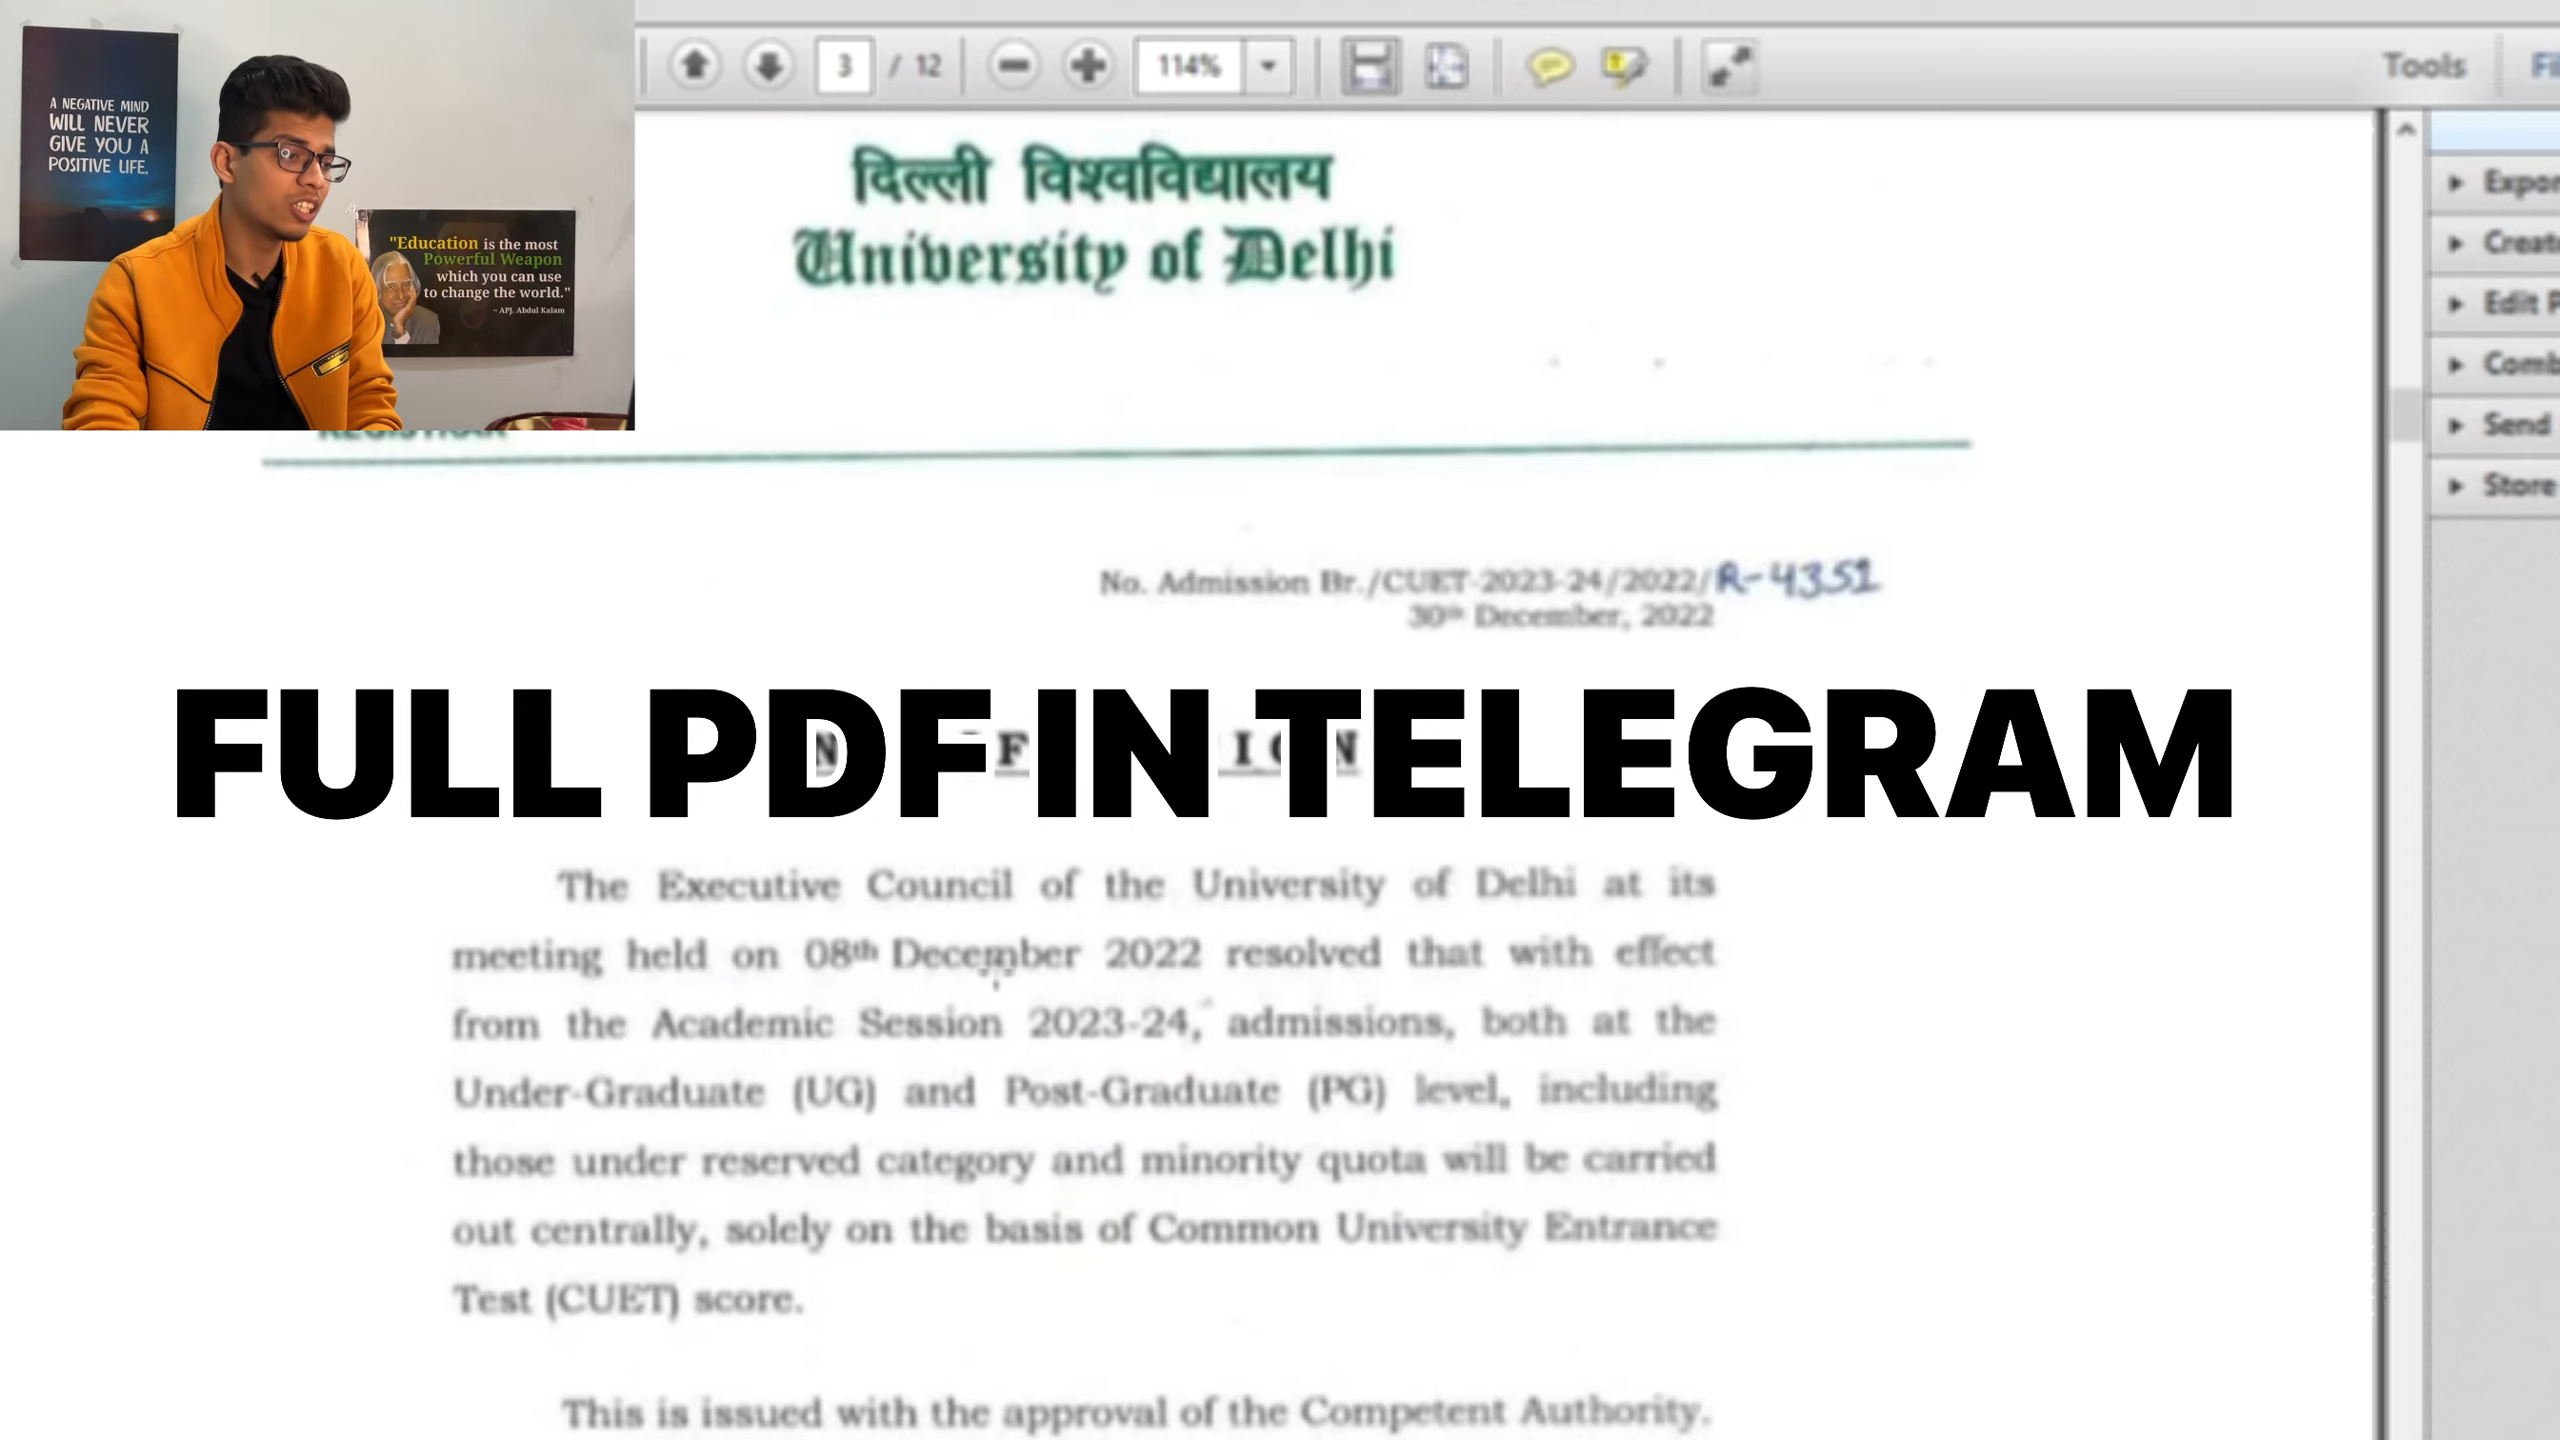 A NEGATIVE MIND
WILL NEVER
GIVE YOU A
POSITIVE LIFE.
"Education is the most
Powerful Weapon
which you can use
to change the world."
- APJ. Abdul Kalam
3 / 12
114%
Tools
दिल्ली विश्वविद्यालय
University of Delhi
No. Admission Br./CUET-2023-24/2022/R-4351
30th December, 2022
FULL PDF IN TELEGRAM
The Executive Council of the University of Delhi at its
meeting held on 08th December 2022 resolved that with effect
from the Academic Session 2023-24, admissions, both at the
Under-Graduate (UG) and Post-Graduate (PG) level, including
those under reserved category and minority quota will be carried
out centrally, solely on the basis of Common University Entrance
Test (CUET) score.
This is issued with the approval of the Competent Authority.
Send
Store